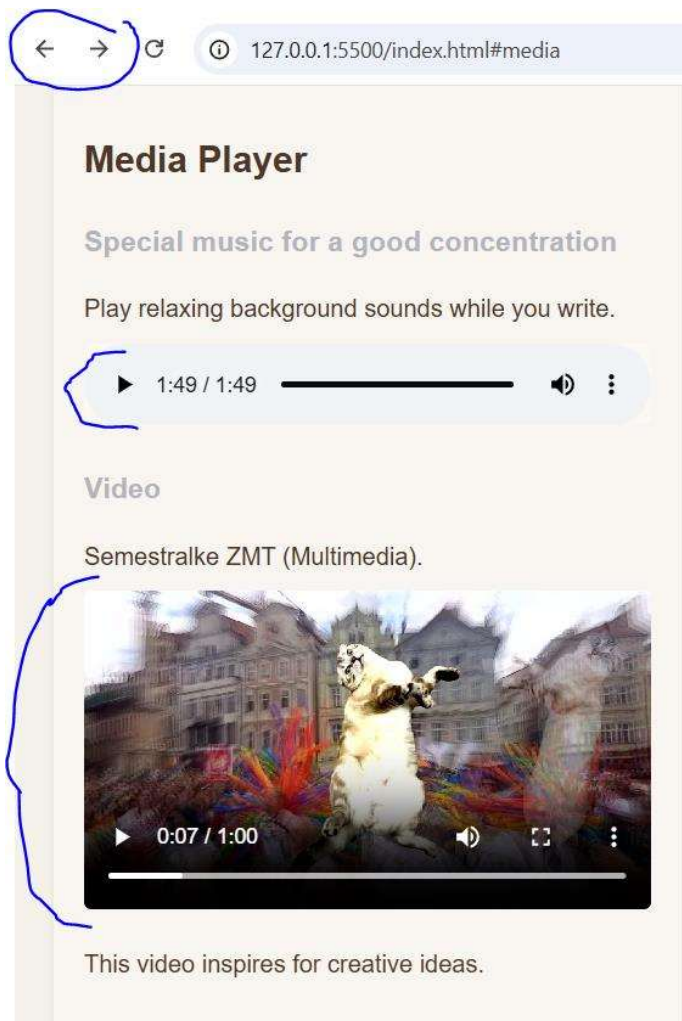 127.0.0.1:5500/index.html#media
Media Player
Special music for a good concentration
Play relaxing background sounds while you write.
1:49 / 1:49
Video
Semestralke ZMT (Multimedia).
0:07 / 1:00
This video inspires for creative ideas.